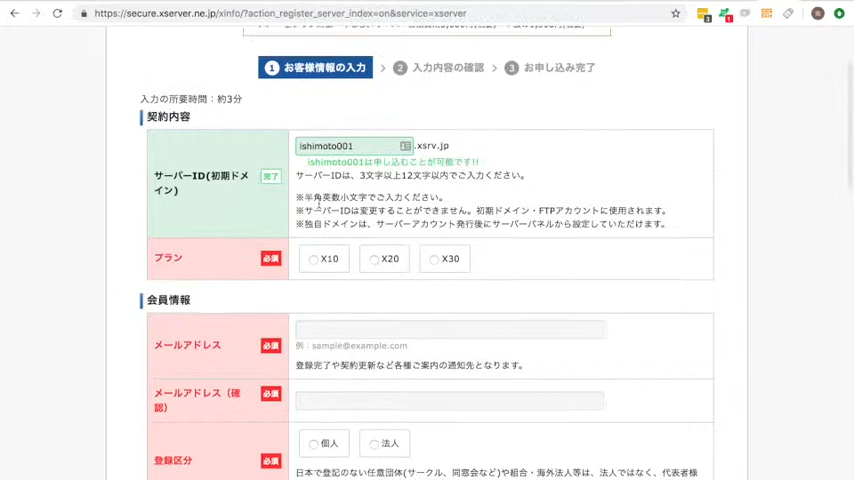 https://secure.xserver.ne.jp/xinfo/?action_register_server_index=on&service=xserver
3
1
1 お客様情報の入力 > 2 入力内容の確認 > 3 お申し込み完了
入力の所要時間：約3分
契約内容
サーバーID(初期ドメイン)
完了
ishimoto001 .xsrv.jp
ishimoto001は申し込むことが可能です!!
サーバーIDは、3文字以上12文字以内でご入力ください。
※半角英数小文字でご入力ください。
※サーバーIDは変更することができません。初期ドメイン・FTPアカウントに使用されます。
※独自ドメインは、サーバーアカウント発行後にサーバーパネルから設定していただけます。
プラン 必須 X10 X20 X30
会員情報
メールアドレス 必須
例：sample@example.com
登録完了や契約更新など各種ご案内の通知先となります。
メールアドレス（確認） 必須
登録区分 必須
個人 法人
日本で登記のない任意団体(サークル、同窓会など)や組合・海外法人等は、法人ではなく、代表者様